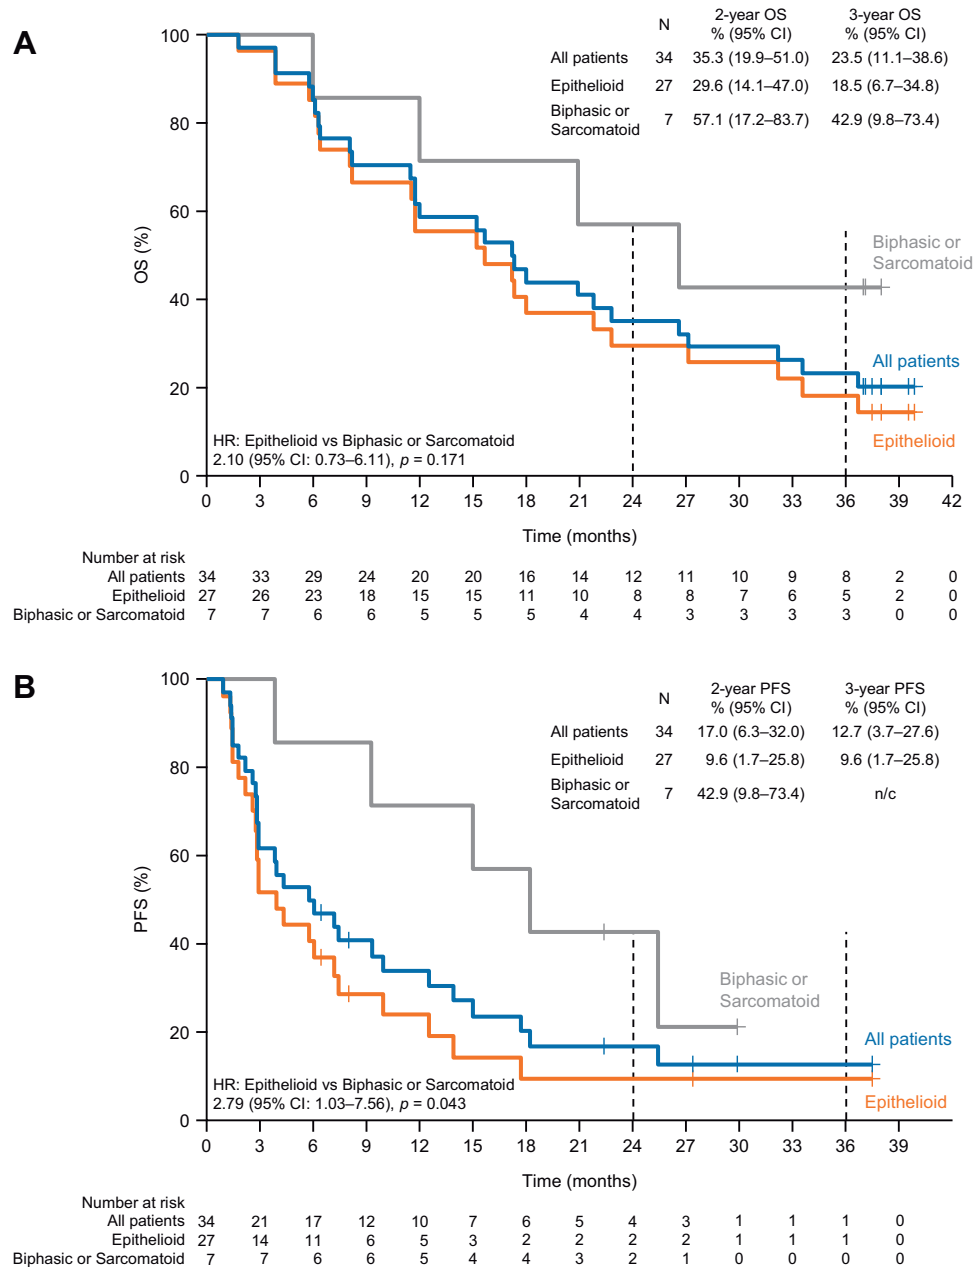 A
N
2-year OS
% (95% CI)
3-year OS
% (95% CI)
All patients 34 35.3 (19.9–51.0) 23.5 (11.1–38.6)
Epithelioid 27 29.6 (14.1–47.0) 18.5 (6.7–34.8)
Biphasic or
Sarcomatoid 7 57.1 (17.2–83.7) 42.9 (9.8–73.4)
100
80
60
40
20
0
OS (%)
Biphasic or
Sarcomatoid
All patients
Epithelioid
HR: Epithelioid vs Biphasic or Sarcomatoid
2.10 (95% CI: 0.73–6.11), p = 0.171
0 3 6 9 12 15 18 21 24 27 30 33 36 39 42
Time (months)
Number at risk
All patients 34 33 29 24 20 20 16 14 12 11 10 9 8 2 0
Epithelioid 27 26 23 18 15 15 11 10 8 8 7 6 5 2 0
Biphasic or Sarcomatoid 7 7 6 6 5 5 5 4 4 3 3 3 3 0 0
B
N
2-year PFS
% (95% CI)
3-year PFS
% (95% CI)
All patients 34 17.0 (6.3–32.0) 12.7 (3.7–27.6)
Epithelioid 27 9.6 (1.7–25.8) 9.6 (1.7–25.8)
Biphasic or
Sarcomatoid 7 42.9 (9.8–73.4) n/c
100
80
60
40
20
0
PFS (%)
Biphasic or
Sarcomatoid
All patients
Epithelioid
HR: Epithelioid vs Biphasic or Sarcomatoid
2.79 (95% CI: 1.03–7.56), p = 0.043
0 3 6 9 12 15 18 21 24 27 30 33 36 39
Time (months)
Number at risk
All patients 34 21 17 12 10 7 6 5 4 3 1 1 1 0
Epithelioid 27 14 11 6 5 3 2 2 2 2 1 1 1 0
Biphasic or Sarcomatoid 7 7 6 6 5 4 4 3 2 1 0 0 0 0